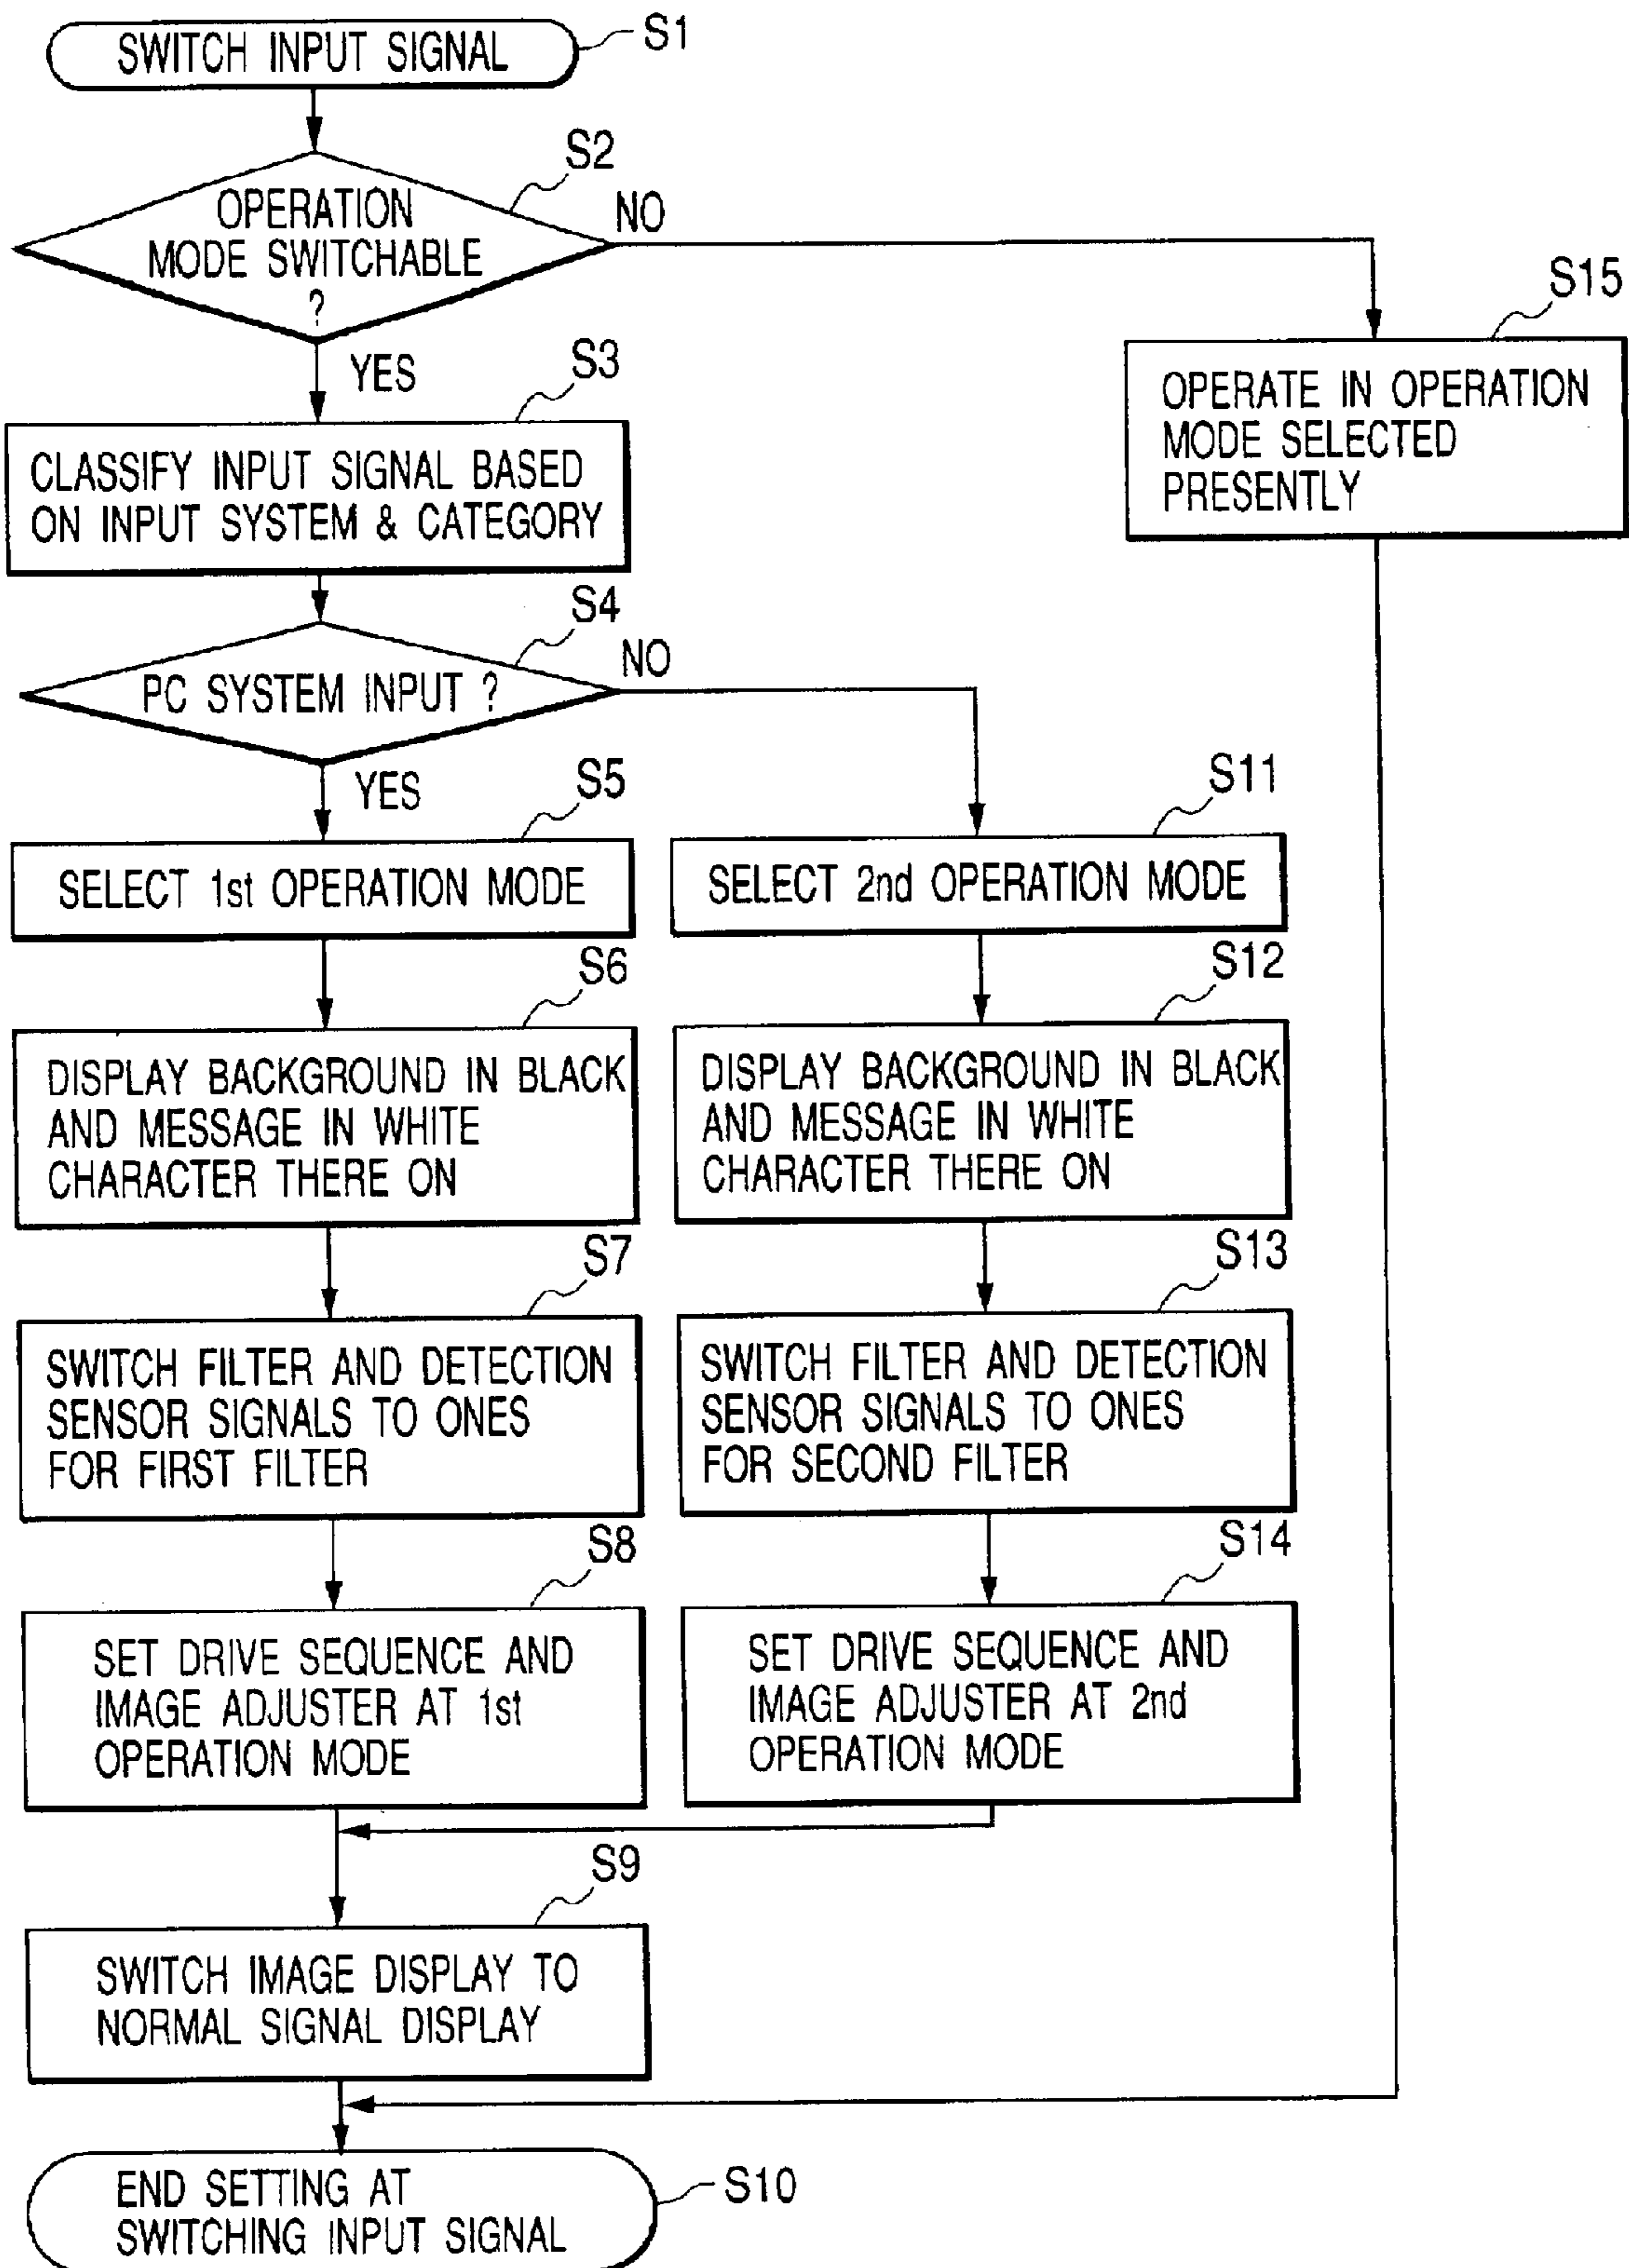 SWITCH INPUT SIGNAL
S1
S2
OPERATION
MODE SWITCHABLE
?
NO
YES
S15
OPERATE IN OPERATION
MODE SELECTED
PRESENTLY
S3
CLASSIFY INPUT SIGNAL BASED
ON INPUT SYSTEM & CATEGORY
S4
PC SYSTEM INPUT ?
NO
YES
S5
SELECT 1st OPERATION MODE
S11
SELECT 2nd OPERATION MODE
S6
DISPLAY BACKGROUND IN BLACK
AND MESSAGE IN WHITE
CHARACTER THERE ON
S12
DISPLAY BACKGROUND IN BLACK
AND MESSAGE IN WHITE
CHARACTER THERE ON
S7
SWITCH FILTER AND DETECTION
SENSOR SIGNALS TO ONES
FOR FIRST FILTER
S13
SWITCH FILTER AND DETECTION
SENSOR SIGNALS TO ONES
FOR SECOND FILTER
S8
SET DRIVE SEQUENCE AND
IMAGE ADJUSTER AT 1st
OPERATION MODE
S14
SET DRIVE SEQUENCE AND
IMAGE ADJUSTER AT 2nd
OPERATION MODE
S9
SWITCH IMAGE DISPLAY TO
NORMAL SIGNAL DISPLAY
END SETTING AT
SWITCHING INPUT SIGNAL
S10